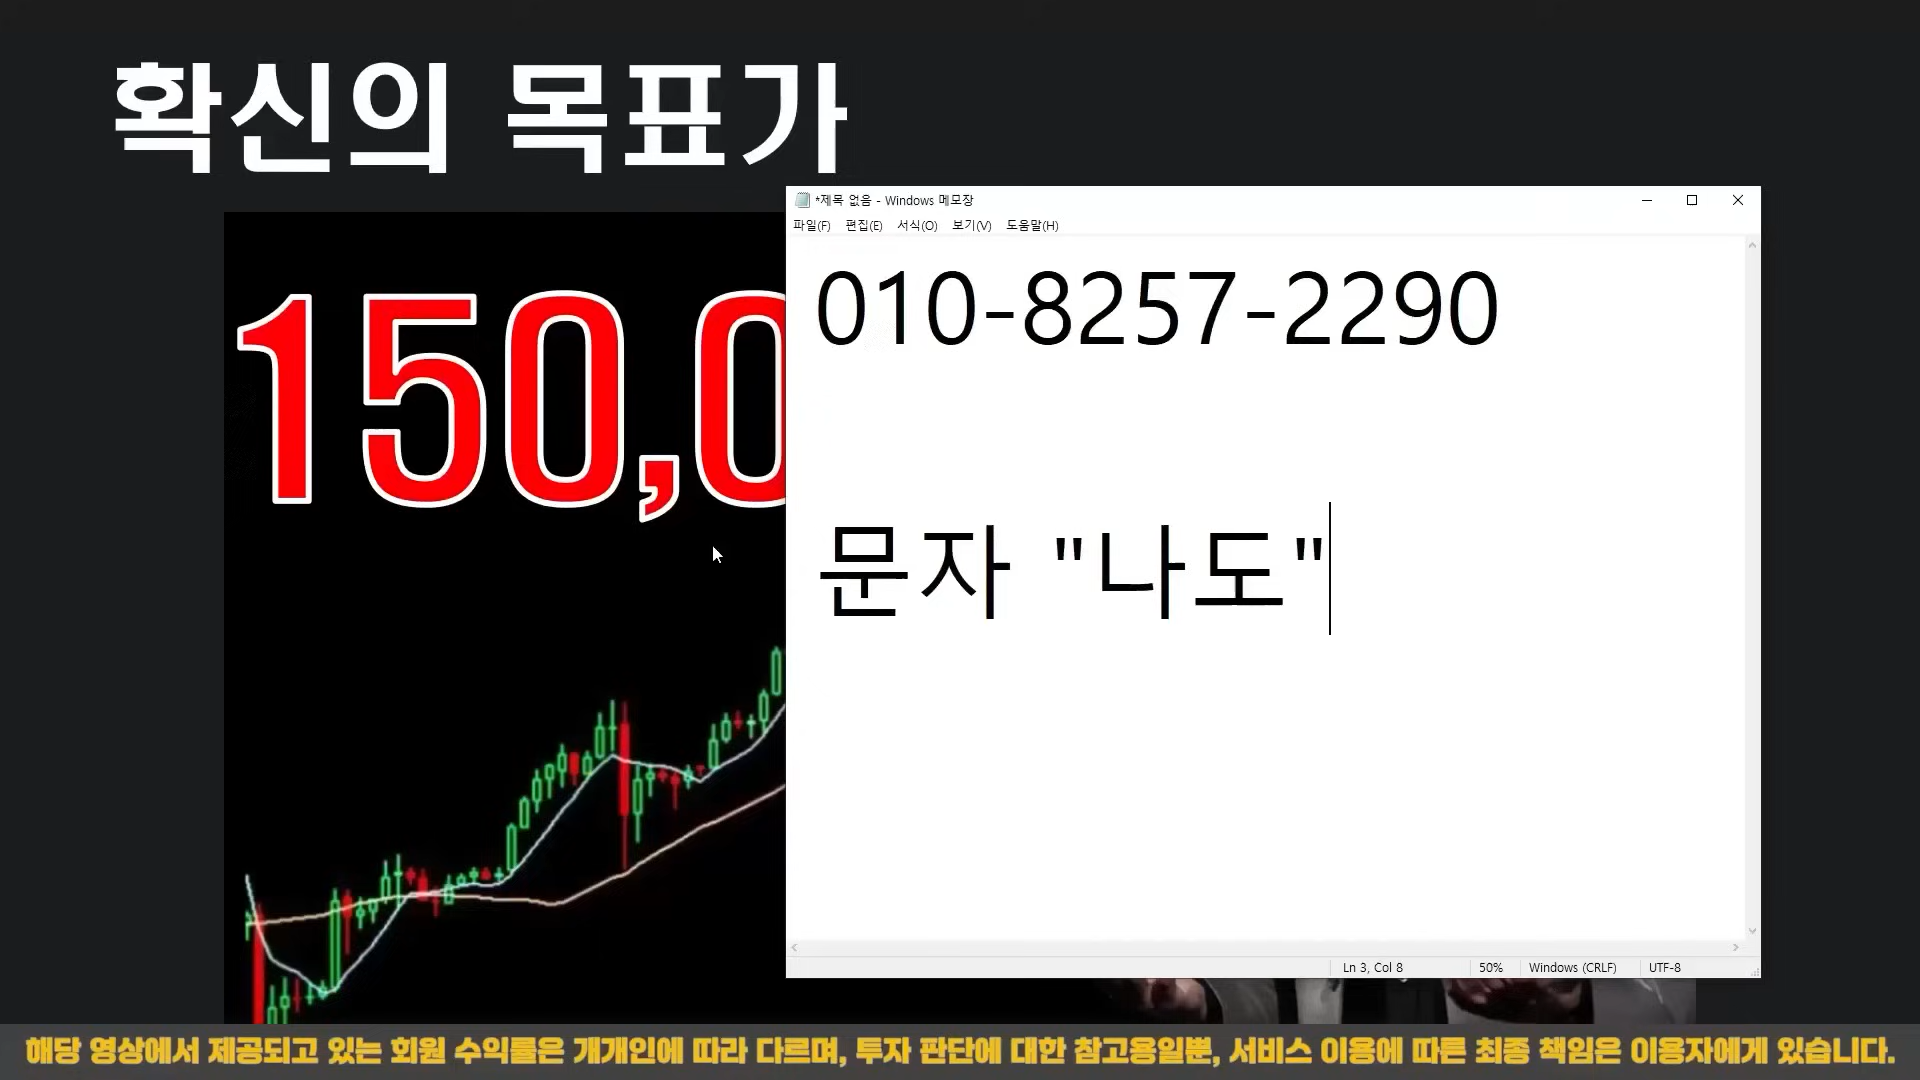 확신의 목표가
*제목 없음 - Windows 메모장
파일(F) 편집(E) 서식(O) 보기(V) 도움말(H)
010-8257-2290
150,0
문자 "나도"
Ln 3, Col 8 50% Windows (CRLF) UTF-8
해당 영상에서 제공되고 있는 회원 수익률은 개개인에 따라 다르며, 투자 판단에 대한 참고용일뿐, 서비스 이용에 따른 최종 책임은 이용자에게 있습니다.